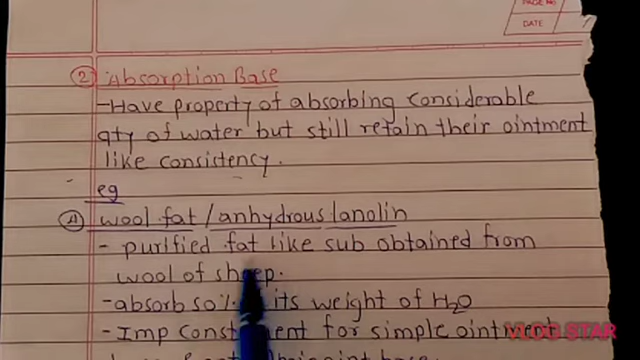 PAGE No
DATE
② Absorption Base
-Have property of absorbing considerable
qty of water but still retain their ointment
like consistency.
eg
Ⓐ wool fat / anhydrous lanolin
- purified fat like sub obtained from
wool of sheep.
-absorb 50% its weight of H2O
- Imp const ent for simple ointment
VLOG STAR